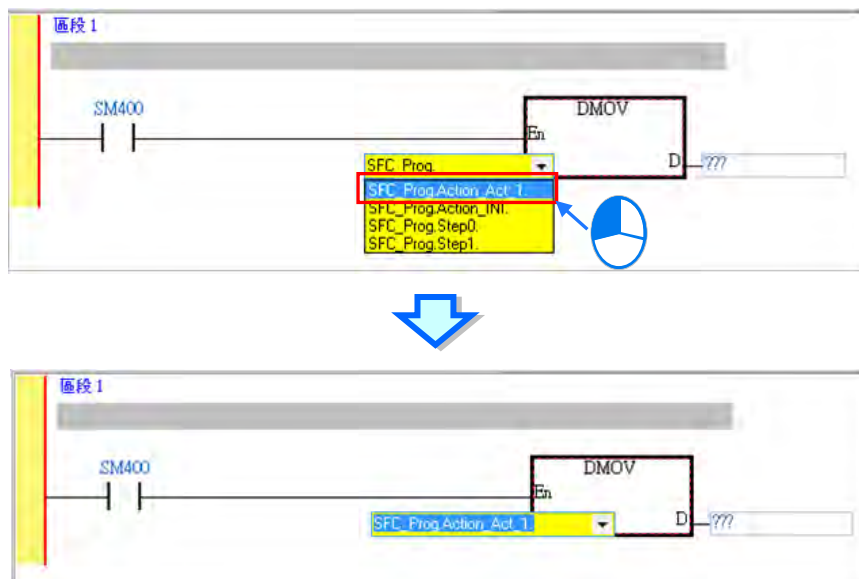 區段 1
SM400
DMOV
En
SFC_Prog.
D
???
SFC_Prog.Action_Act_1.
SFC_Prog.Action_INI.
SFC_Prog.Step0.
SFC_Prog.Step1.
區段 1
SM400
DMOV
En
SFC_Prog.Action_Act_1.
D
???